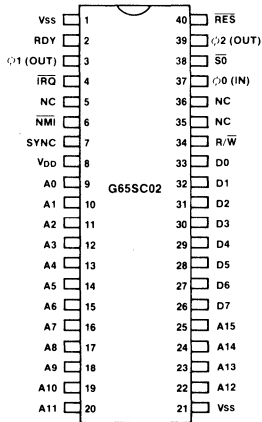 Vss 1 40 R̅E̅S̅
RDY 2 39 ϕ2 (OUT)
ϕ1 (OUT) 3 38 S̅0̅
I̅R̅Q̅ 4 37 ϕ0 (IN)
NC 5 36 NC
N̅M̅I̅ 6 35 NC
SYNC 7 34 R/W̅
VDD 8 33 D0
A0 9 32 D1
G65SC02
A1 10 31 D2
A2 11 30 D3
A3 12 29 D4
A4 13 28 D5
A5 14 27 D6
A6 15 26 D7
A7 16 25 A15
A8 17 24 A14
A9 18 23 A13
A10 19 22 A12
A11 20 21 Vss